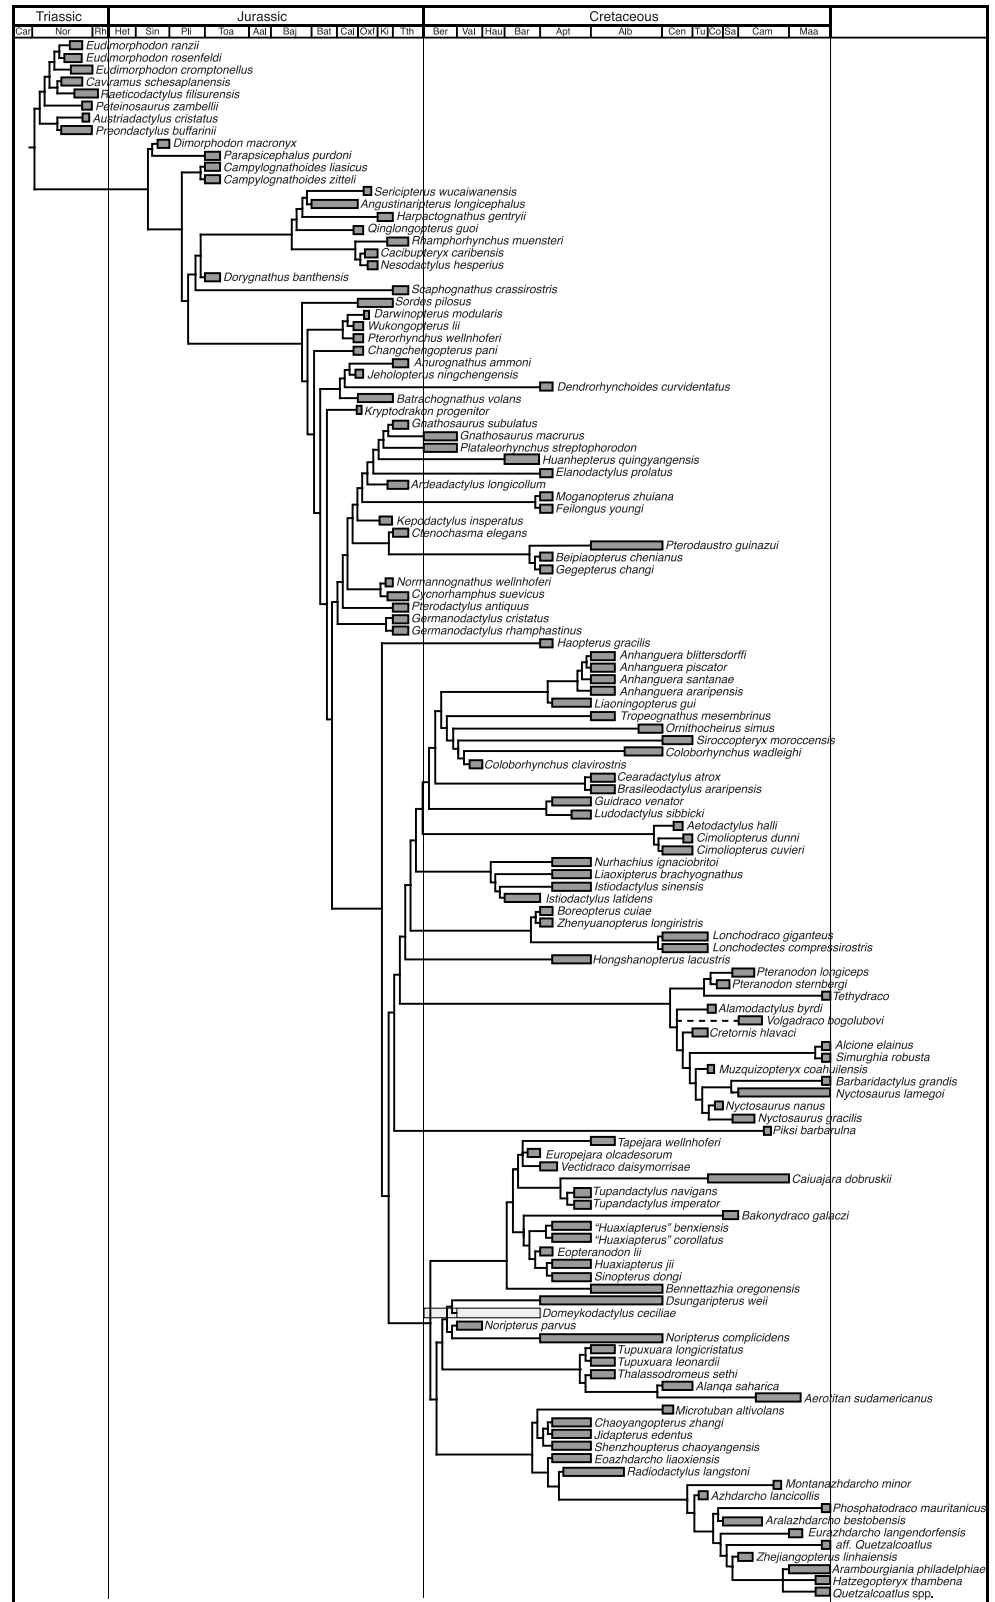 Triassic Jurassic Cretaceous
Car Nor Rh Het Sin Pli Toa Aal Baj Bat Cal Oxf Ki Tth Ber Val Hau Bar Apt Alb Cen Tu Co Sa Cam Maa
Eudimorphodon ranzii
Eudimorphodon rosenfeldi
Eudimorphodon cromptonellus
Caviramus schesaplanensis
Raeticodactylus filisurensis
Peteinosaurus zambellii
Austriadactylus cristatus
Preondactylus buffarinii
Dimorphodon macronyx
Parapsicephalus purdoni
Campylognathoides liasicus
Campylognathoides zitteli
Sericipterus wucaiwanensis
Angustinaripterus longicephalus
Harpactognathus gentryii
Qinglongopterus guoi
Rhamphorhynchus muensteri
Cacibupteryx caribensis
Nesodactylus hesperius
Dorygnathus banthensis
Scaphognathus crassirostris
Sordes pilosus
Darwinopterus modularis
Wukongopterus lii
Pterorhynchus wellnhoferi
Changchengopterus pani
Anurognathus ammoni
Jeholopterus ningchengensis
Dendrorhynchoides curvidentatus
Batrachognathus volans
Kryptodrakon progenitor
Gnathosaurus subulatus
Gnathosaurus macrurus
Plataleorhynchus streptophorodon
Huanhepterus quingyangensis
Elanodactylus prolatus
Ardeadactylus longicollum
Moganopterus zhuiana
Feilongus youngi
Kepodactylus insperatus
Ctenochasma elegans
Pterodaustro guinazui
Beipiaopterus chenianus
Gegepterus changi
Normannognathus wellnhoferi
Cycnorhamphus suevicus
Pterodactylus antiquus
Germanodactylus cristatus
Germanodactylus rhamphastinus
Haopterus gracilis
Anhanguera blittersdorffi
Anhanguera piscator
Anhanguera santanae
Anhanguera araripensis
Liaoningopterus gui
Tropeognathus mesembrinus
Ornithocheirus simus
Siroccopteryx moroccensis
Coloborhynchus wadleighi
Coloborhynchus clavirostris
Cearadactylus atrox
Brasileodactylus araripensis
Guidraco venator
Ludodactylus sibbicki
Aetodactylus halli
Cimoliopterus dunni
Cimoliopterus cuvieri
Nurhachius ignaciobritoi
Liaoxipterus brachyognathus
Istiodactylus sinensis
Istiodactylus latidens
Boreopterus cuiae
Zhenyuanopterus longiristris
Lonchodraco giganteus
Lonchodectes compressirostris
Hongshanopterus lacustris
Pteranodon longiceps
Pteranodon sternbergi
Tethydraco
Alamodactylus byrdi
Volgadraco bogolubovi
Cretornis hlavaci
Alcione elainus
Simurghia robusta
Muzquizopteryx coahuilensis
Barbaridactylus grandis
Nyctosaurus lamegoi
Nyctosaurus nanus
Nyctosaurus gracilis
Piksi barbarulna
Tapejara wellnhoferi
Europejara olcadesorum
Vectidraco daisymorrisae
Caiuajara dobruskii
Tupandactylus navigans
Tupandactylus imperator
Bakonydraco galaczi
“Huaxiapterus” benxiensis
“Huaxiapterus” corollatus
Eopteranodon lii
Huaxiapterus jii
Sinopterus dongi
Bennettazhia oregonensis
Dsungaripterus weii
Domeykodactylus ceciliae
Noripterus parvus
Noripterus complicidens
Tupuxuara longicristatus
Tupuxuara leonardii
Thalassodromeus sethi
Alanqa saharica
Aerotitan sudamericanus
Microtuban altivolans
Chaoyangopterus zhangi
Jidapterus edentus
Shenzhoupterus chaoyangensis
Eoazhdarcho liaoxiensis
Radiodactylus langstoni
Montanazhdarcho minor
Azhdarcho lancicollis
Phosphatodraco mauritanicus
Aralazhdarcho bestobensis
Eurazhdarcho langendorfensis
aff. Quetzalcoatlus
Zhejiangopterus linhaiensis
Arambourgiania philadelphiae
Hatzegopteryx thambena
Quetzalcoatlus spp.